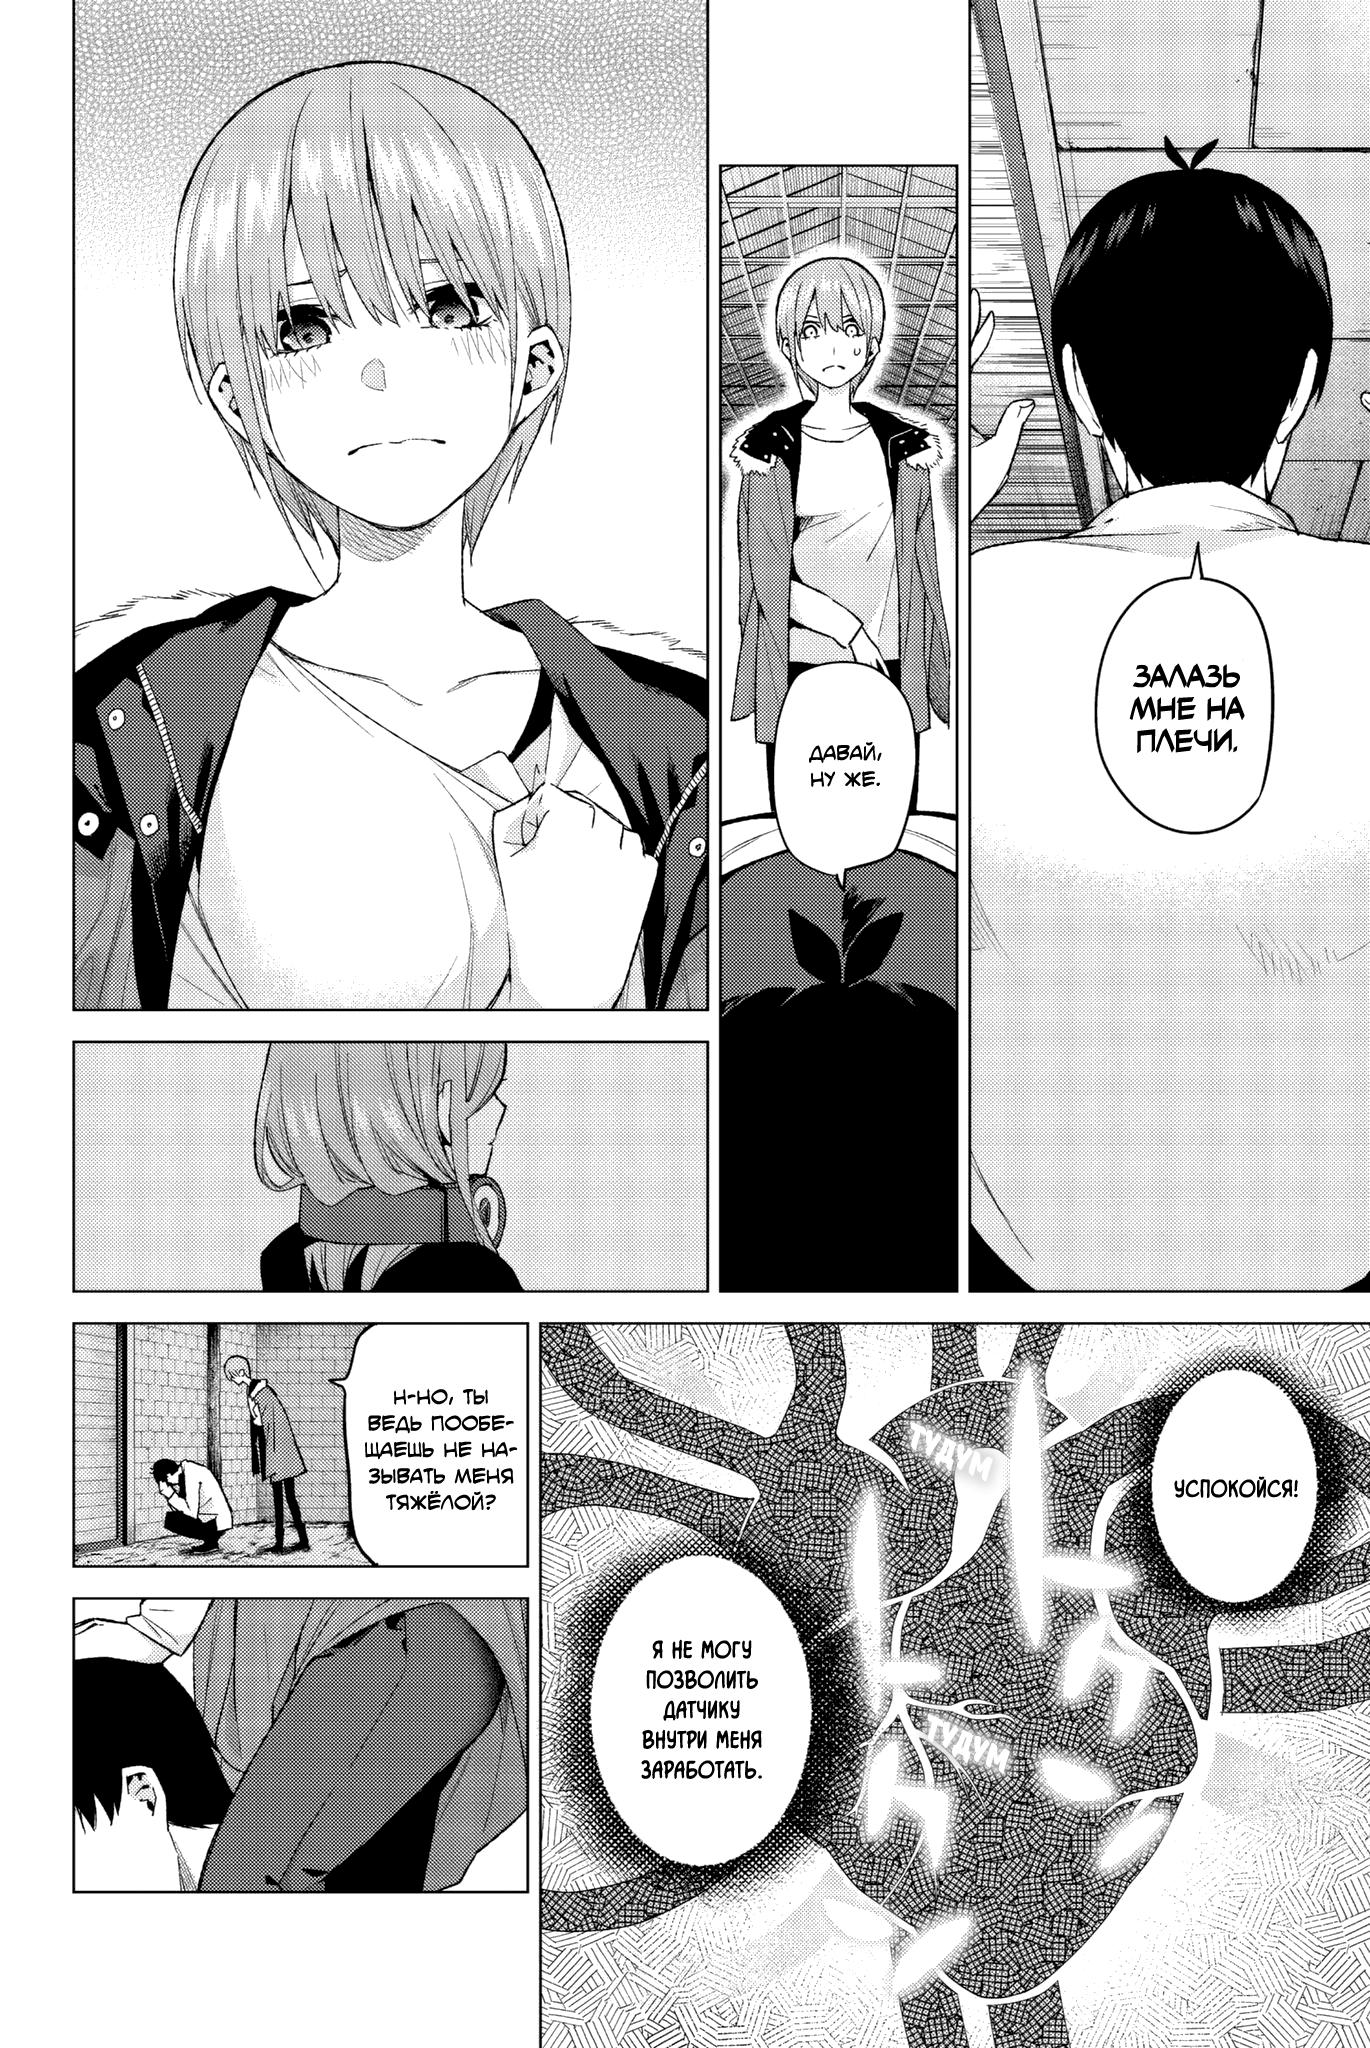 ЗАЛАЗЬ
МНЕ НА
ПЛЕЧИ.
ДАВАЙ,
НУ ЖЕ.
УСПОКОЙСЯ!
ТУДУМ
ТУДУМ
Я НЕ МОГУ
ПОЗВОЛИТЬ
ДАТЧИКУ
ВНУТРИ МЕНЯ
ЗАРАБОТАТЬ.
Н-НО, ТЫ
ВЕДЬ ПООБЕ-
ЩАЕШЬ НЕ НА-
ЗЫВАТЬ МЕНЯ
ТЯЖЁЛОЙ?